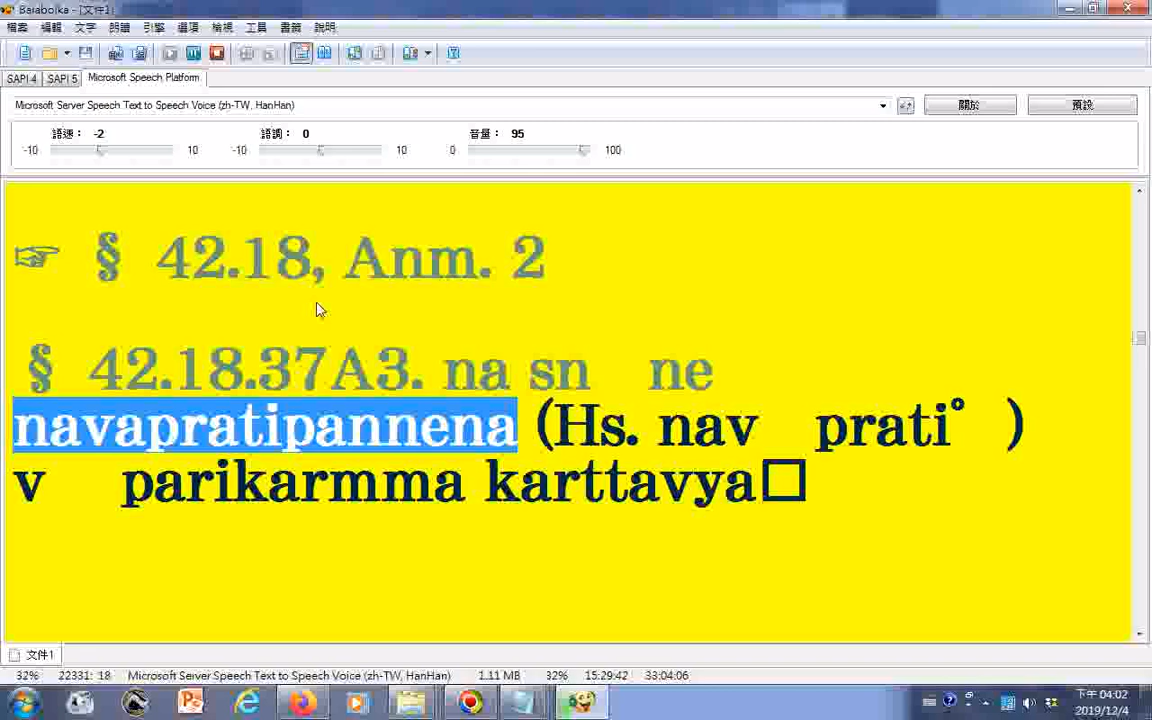 Balabolka - [文件1]
檔案 編輯 文字 朗讀 引擎 選項 檢視 工具 書籤 說明
SAPI 4 SAPI 5 Microsoft Speech Platform
Microsoft Server Speech Text to Speech Voice (zh-TW, HanHan) 關於 預設
語速： -2 語調： 0 音量： 95
-10 10 -10 10 0 100
☞ § 42.18, Anm. 2
§ 42.18.37A3. na sn ne
navapratipannena (Hs. nav prati° )
v parikarmma karttavya□
文件1
32% 22331: 18 Microsoft Server Speech Text to Speech Voice (zh-TW, HanHan) 1.11 MB 32% 15:29:42 33:04:06
下午 04:02
2019/12/4